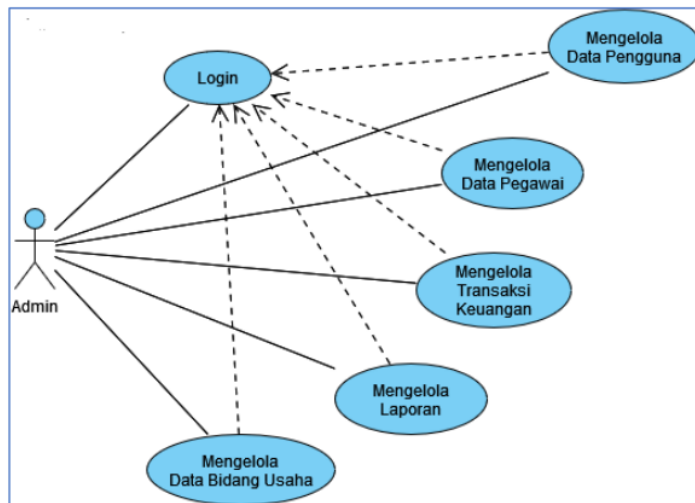 Mengelola
Data Pengguna
Login
Mengelola
Data Pegawai
Mengelola
Transaksi
Keuangan
Admin
Mengelola
Laporan
Mengelola
Data Bidang Usaha